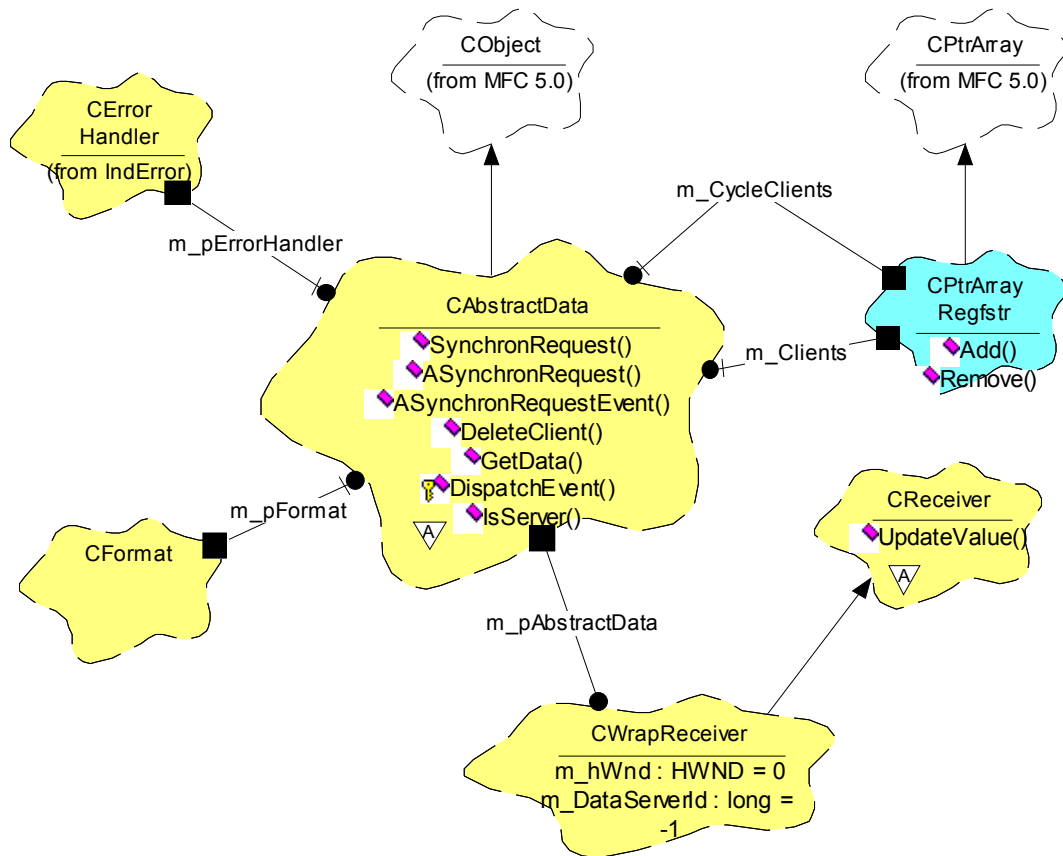 CObject
(from MFC 5.0)
CPtrArray
(from MFC 5.0)
CError
Handler
(from IndError)
m_CycleClients
m_pErrorHandler
CAbstractData
SynchronRequest()
ASynchronRequest()
ASynchronRequestEvent()
DeleteClient()
GetData()
DispatchEvent()
IsServer()
A
CPtrArray
Regfstr
Add()
Remove()
m_Clients
m_pFormat
CFormat
CReceiver
UpdateValue()
A
m_pAbstractData
CWrapReceiver
m_hWnd : HWND = 0
m_DataServerId : long =
-1